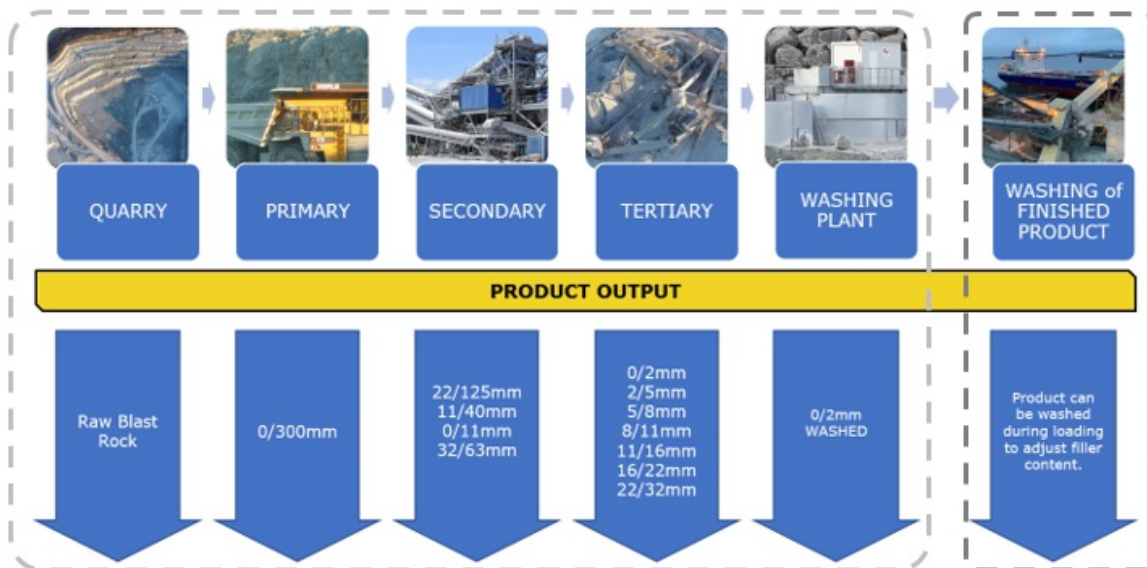 QUARRY
PRIMARY
SECONDARY
TERTIARY
WASHING
PLANT
WASHING of
FINISHED
PRODUCT
PRODUCT OUTPUT
Raw Blast
Rock
0/300mm
22/125mm
11/40mm
0/11mm
32/63mm
0/2mm
2/5mm
5/8mm
8/11mm
11/16mm
16/22mm
22/32mm
0/2mm
WASHED
Product can
be washed
during loading
to adjust filler
content.